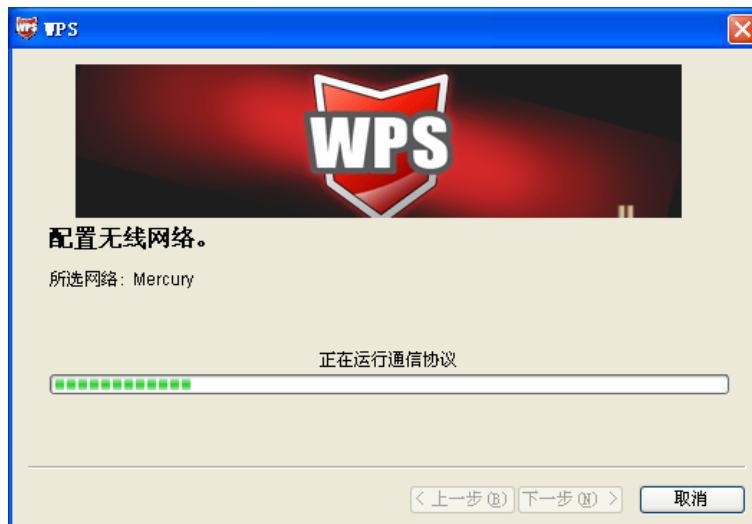 WPS WPS
WPS
配置无线网络。
所选网络: Mercury
正在运行通信协议
< 上一步(B) 下一步(N) > 取消